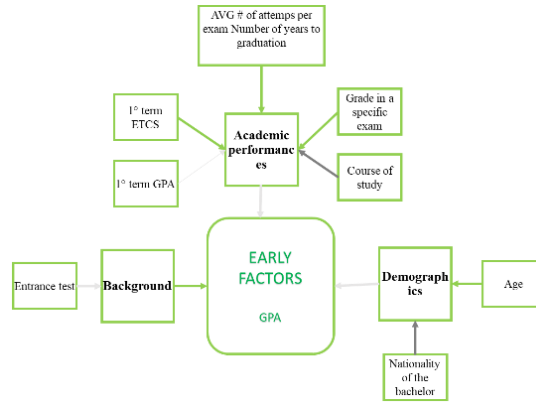 AVG # of attemps per
exam Number of years to
graduation
1° term
ETCS
Grade in a
specific exam
Academic
performanc
es
1° term GPA
Course of
study
EARLY
FACTORS
GPA
Entrance test
Background
Demograph
ics
Age
Nationality
of the
bachelor